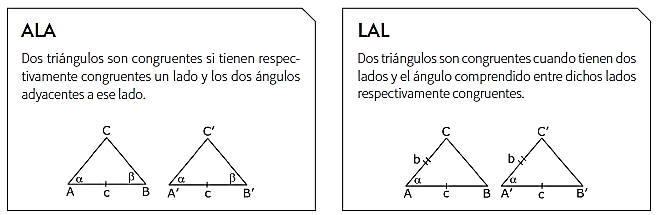 ALA
Dos triángulos son congruentes si tienen respec-
tivamente congruentes un lado y los dos ángulos
adyacentes a ese lado.
C
α
β
A
c
B
C'
α
β
A'
c
B'
LAL
Dos triángulos son congruentes cuando tienen dos
lados y el ángulo comprendido entre dichos lados
respectivamente congruentes.
C
b
α
A
c
B
C'
b
α
A'
c
B'